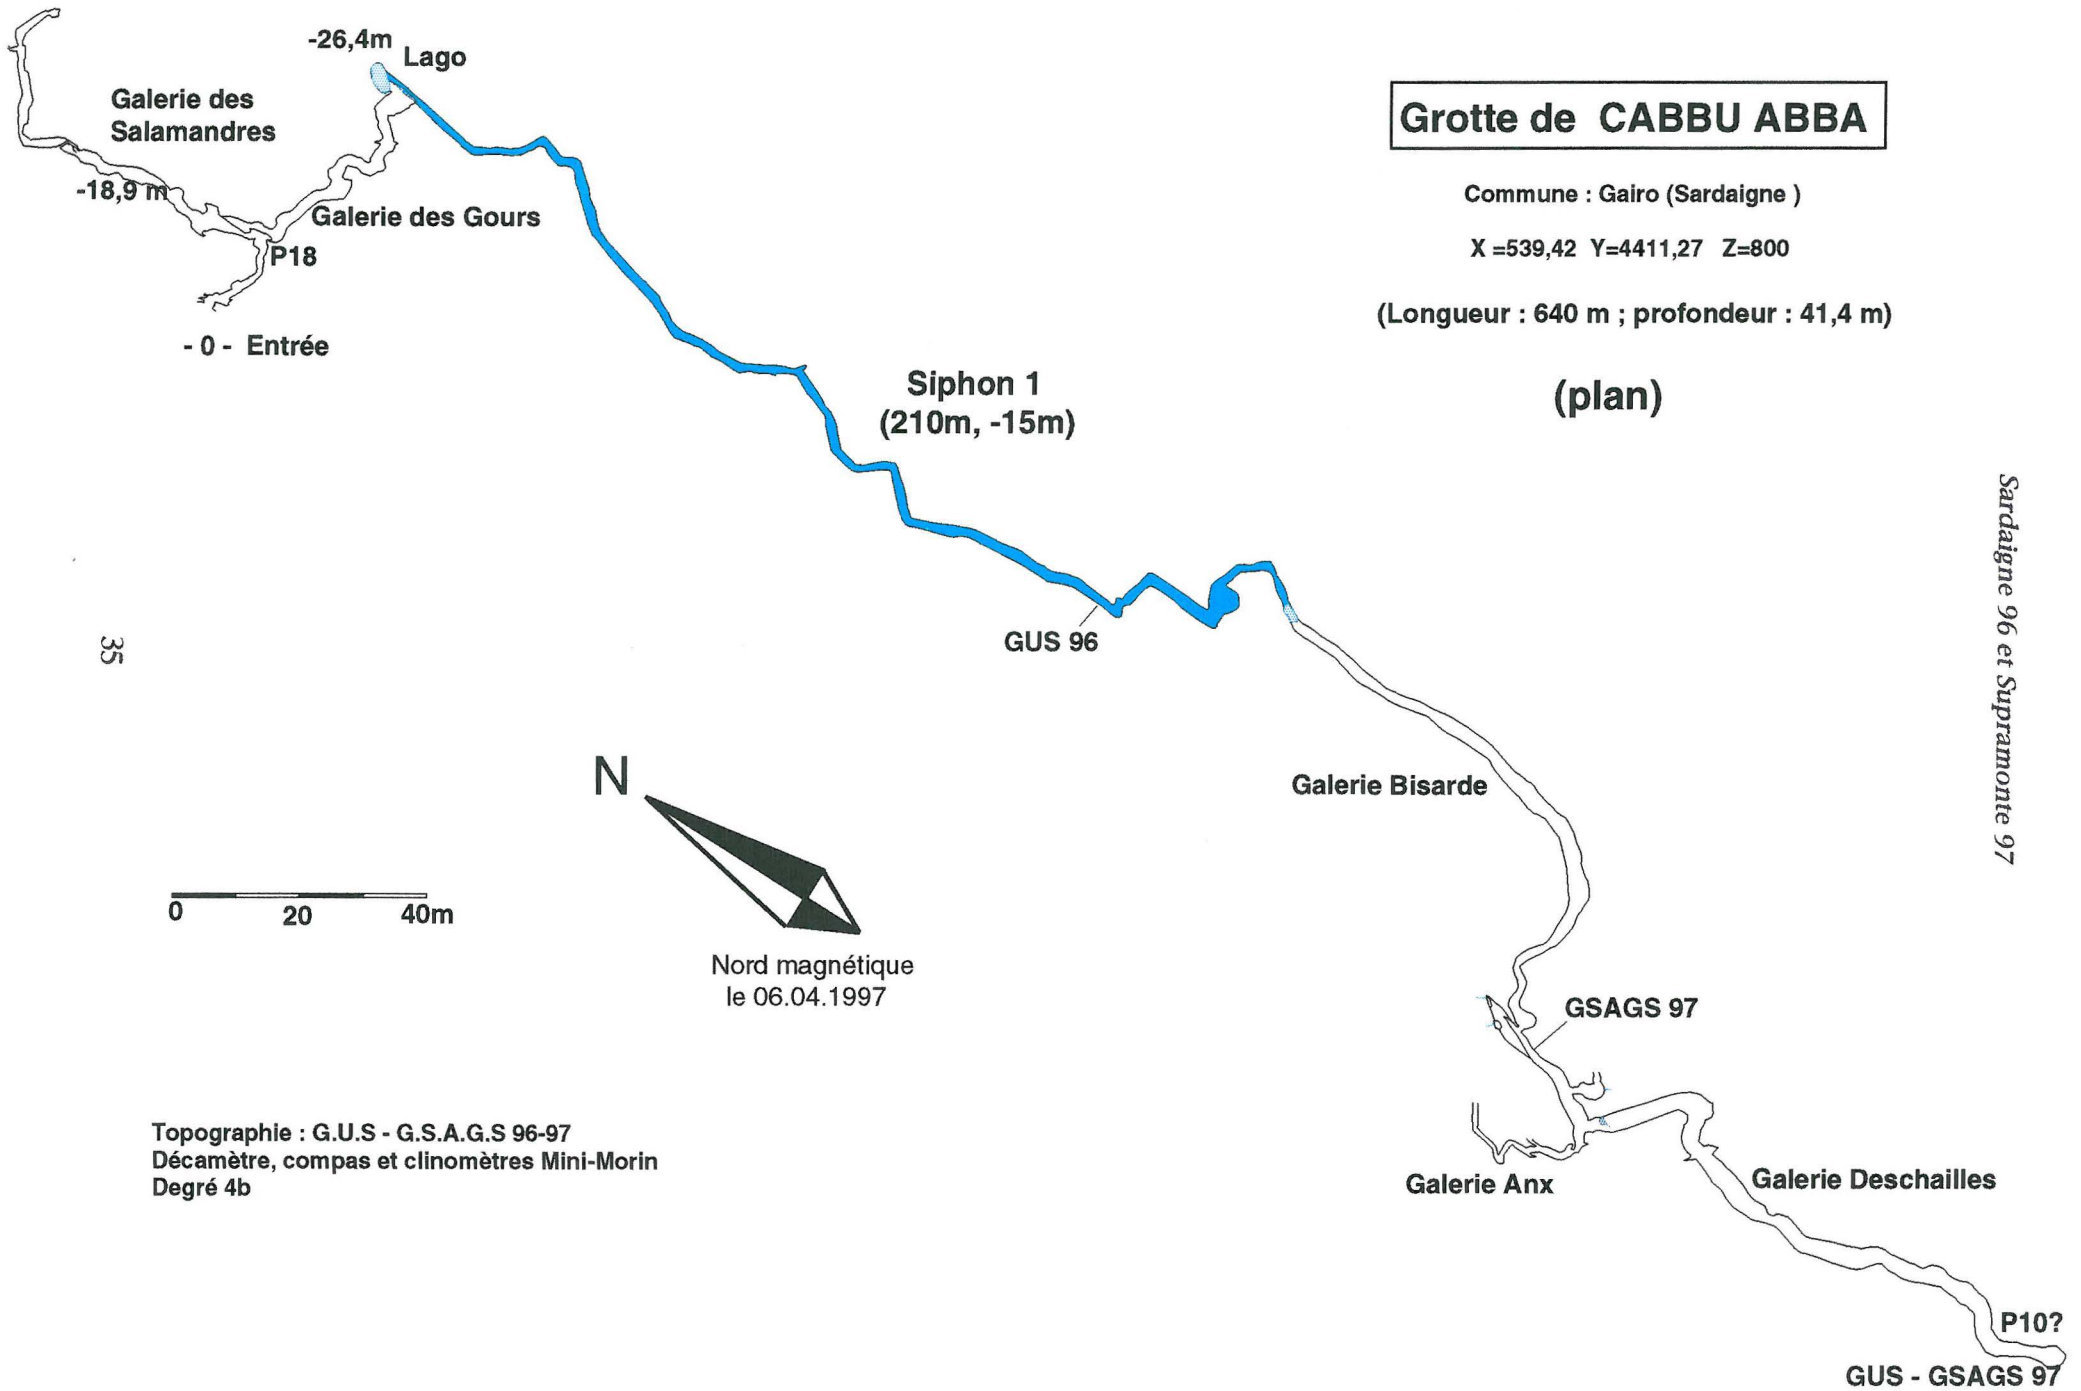 -26,4m
Lago
Galerie des
Salamandres
-18,9 m
Galerie des Gours
P18
- 0 - Entrée
Grotte de CABBU ABBA
Commune : Gairo (Sardaigne )
X =539,42 Y=4411,27 Z=800
(Longueur : 640 m ; profondeur : 41,4 m)
(plan)
Siphon 1
(210m, -15m)
GUS 96
Sardaigne 96 et Supramonte 97
35
Galerie Bisarde
N
Nord magnétique
le 06.04.1997
0 20 40m
GSAGS 97
Galerie Anx
Galerie Deschailles
P10?
GUS - GSAGS 97
Topographie : G.U.S - G.S.A.G.S 96-97
Décamètre, compas et clinomètres Mini-Morin
Degré 4b